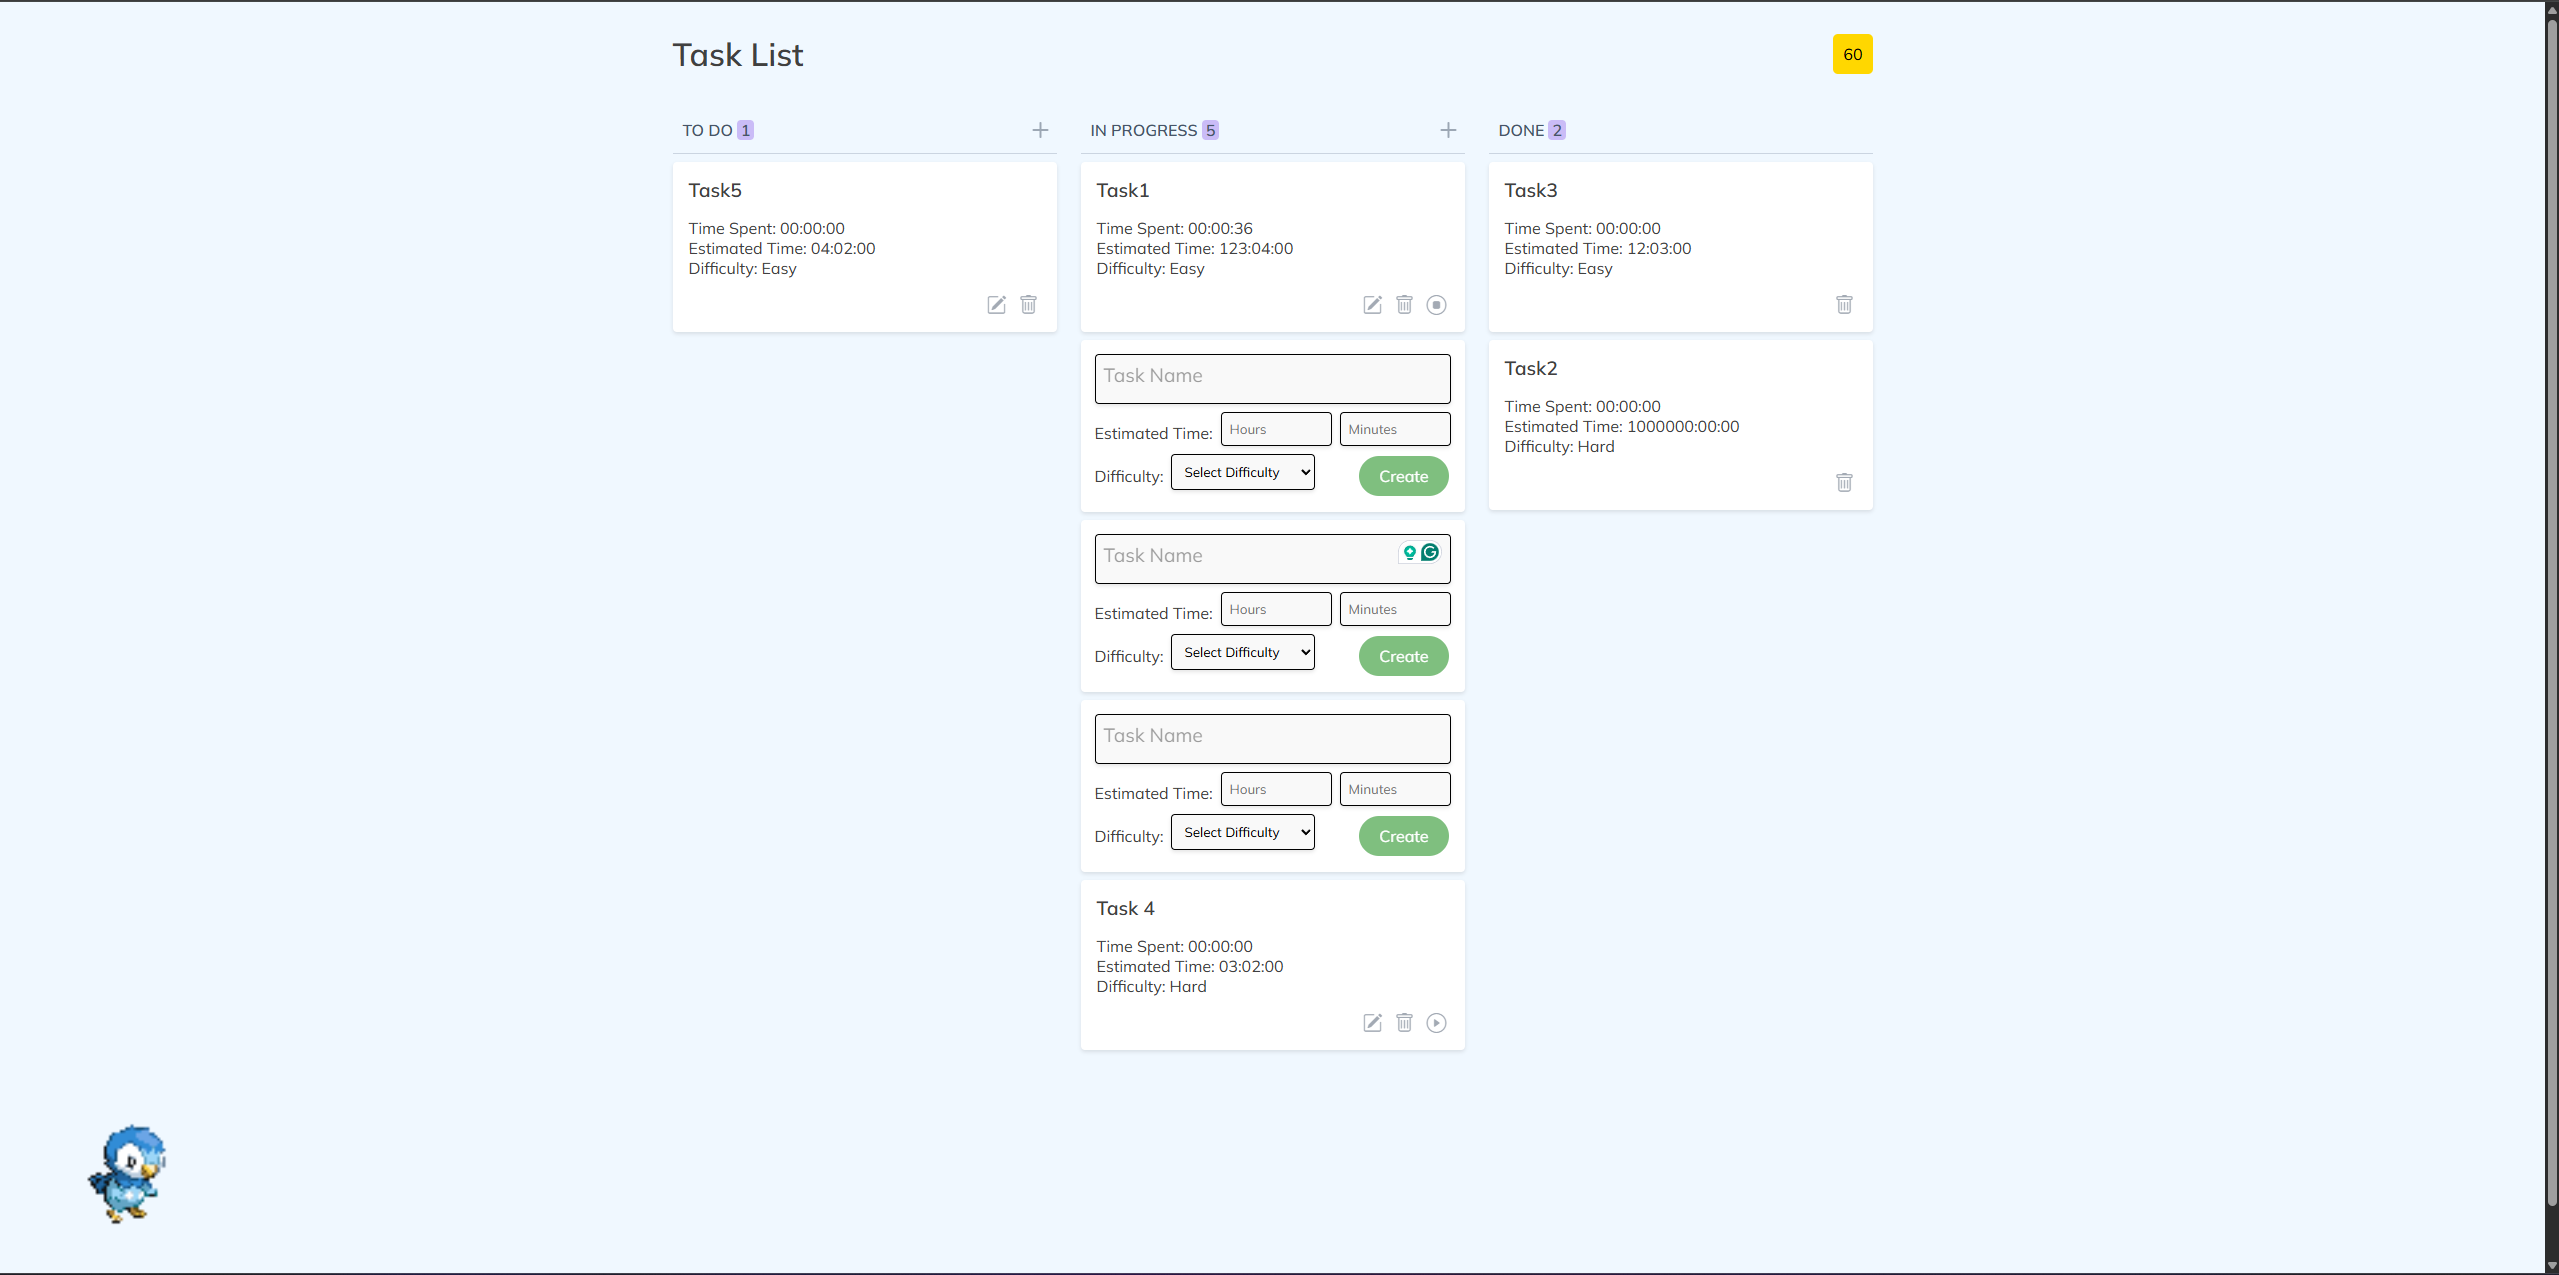 Task List
60
TO DO 1
IN PROGRESS 5
DONE 2
Task5
Time Spent: 00:00:00
Estimated Time: 04:02:00
Difficulty: Easy
Task1
Time Spent: 00:00:36
Estimated Time: 123:04:00
Difficulty: Easy
Task Name
Estimated Time: Hours Minutes
Difficulty: Select Difficulty Create
Task Name
Estimated Time: Hours Minutes
Difficulty: Select Difficulty Create
Task Name
Estimated Time: Hours Minutes
Difficulty: Select Difficulty Create
Task 4
Time Spent: 00:00:00
Estimated Time: 03:02:00
Difficulty: Hard
Task3
Time Spent: 00:00:00
Estimated Time: 12:03:00
Difficulty: Easy
Task2
Time Spent: 00:00:00
Estimated Time: 1000000:00:00
Difficulty: Hard